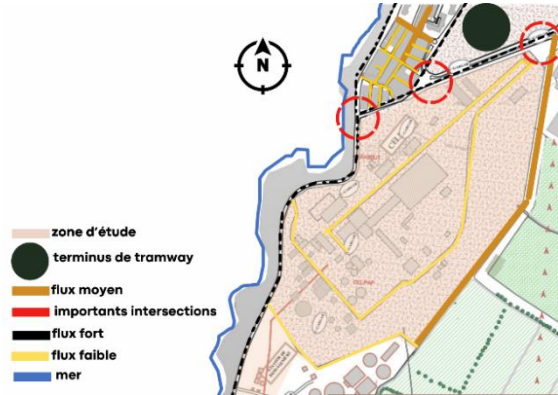 N
zone d'étude
terminus de tramway
flux moyen
importants intersections
flux fort
flux faible
mer